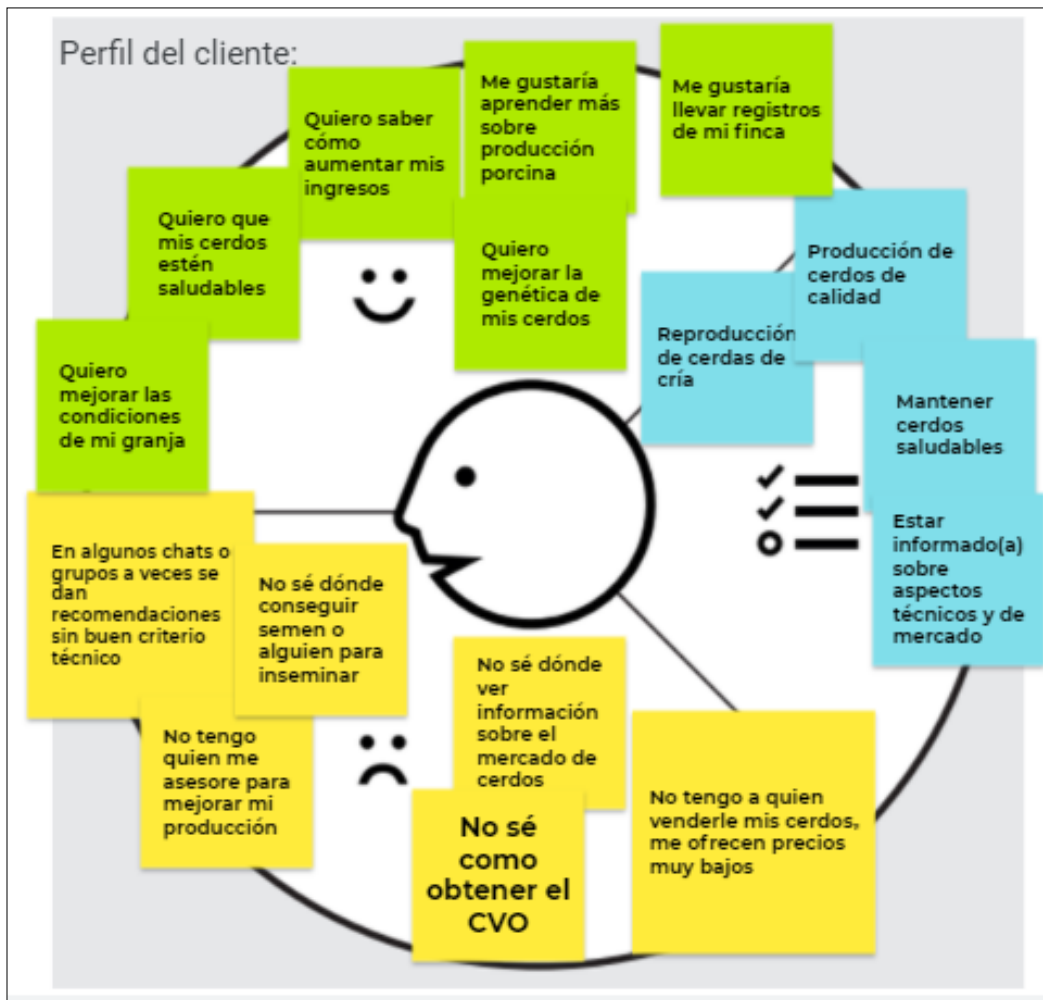 Perfil del cliente:
Quiero saber
cómo
aumentar mis
ingresos
Me gustaría
aprender más
sobre
producción
porcina
Me gustaría
llevar registros
de mi finca
Quiero que
mis cerdos
estén
saludables
Quiero
mejorar la
genética de
mis cerdos
Producción de
cerdos de
calidad
Reproducción
de cerdas de
cría
Quiero
mejorar las
condiciones
de mi granja
Mantener
cerdos
saludables
Estar
informado(a)
sobre
aspectos
técnicos y de
mercado
En algunos chats o
grupos a veces se
dan
recomendaciones
sin buen criterio
técnico
No sé dónde
conseguir
semen o
alguien para
inseminar
No sé dónde
ver
información
sobre el
mercado de
cerdos
No tengo
quien me
asesore para
mejorar mi
producción
No sé
como
obtener el
CVO
No tengo a quien
venderle mis cerdos,
me ofrecen precios
muy bajos